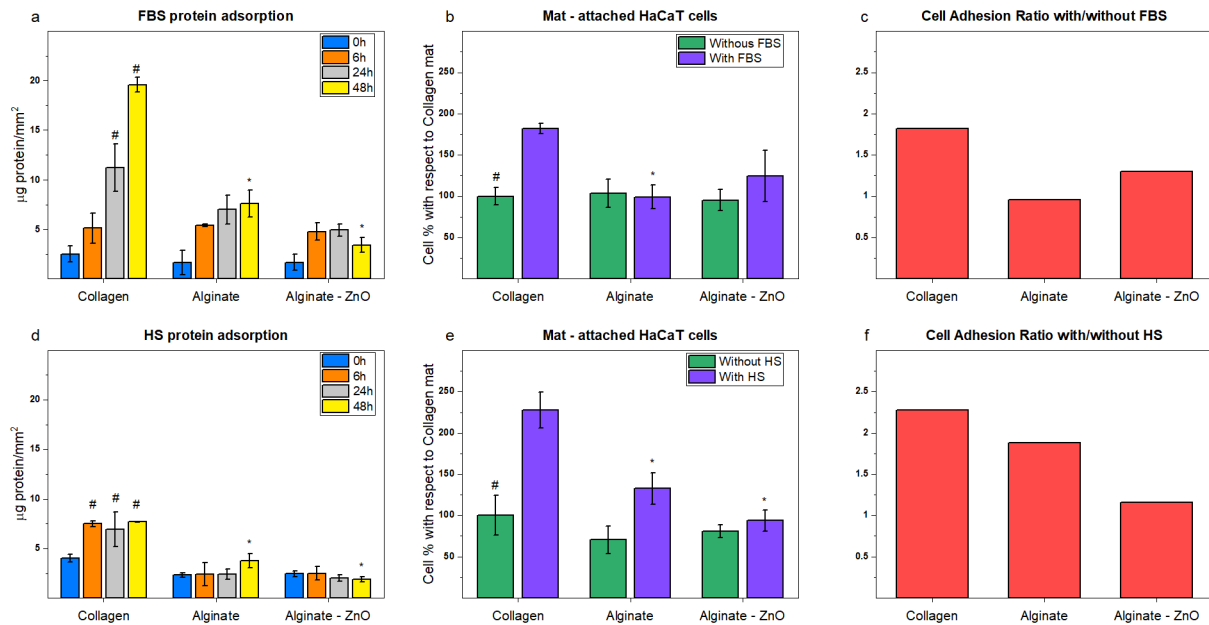 a
FBS protein adsorption
0h
6h
24h
48h
µg protein/mm²
20
15
10
5
#
#
*
*
Collagen
Alginate
Alginate - ZnO
b
Mat - attached HaCaT cells
Withous FBS
With FBS
Cell % with respect to Collagen mat
250
200
150
100
50
#
*
Collagen
Alginate
Alginate - ZnO
c
Cell Adhesion Ratio with/without FBS
2.5
2
1.5
1
0.5
Collagen
Alginate
Alginate - ZnO
d
HS protein adsorption
0h
6h
24h
48h
µg protein/mm²
20
15
10
5
#
#
#
*
*
Collagen
Alginate
Alginate - ZnO
e
Mat - attached HaCaT cells
Without HS
With HS
Cell % with respect to Collagen mat
250
200
150
100
50
#
*
*
Collagen
Alginate
Alginate - ZnO
f
Cell Adhesion Ratio with/without HS
2.5
2
1.5
1
0.5
Collagen
Alginate
Alginate - ZnO